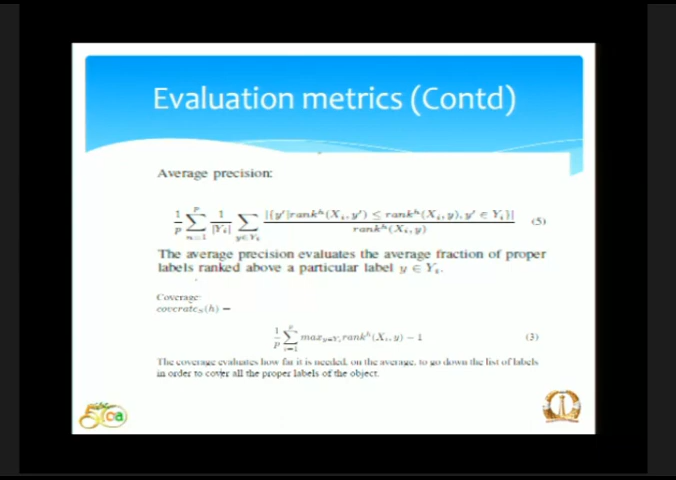 Evaluation metrics (Contd)
Average precision:
\frac{1}{p} \sum_{n=1}^{p} \frac{1}{|Y_i|} \sum_{y \in Y_i} \frac{|\{y'|rank^h(X_i, y') \leq rank^h(X_i, y), y' \in Y_i\}|}{rank^h(X_i, y)} (5)
The average precision evaluates the average fraction of proper
labels ranked above a particular label y ∈ Y_i.
Coverage:
coverate_S(h) =
\frac{1}{p} \sum_{i=1}^{p} max_{y \in Y_i} rank^h(X_i, y) − 1 (3)
The coverage evaluates how far it is needed, on the average, to go down the list of labels
in order to cover all the proper labels of the object.